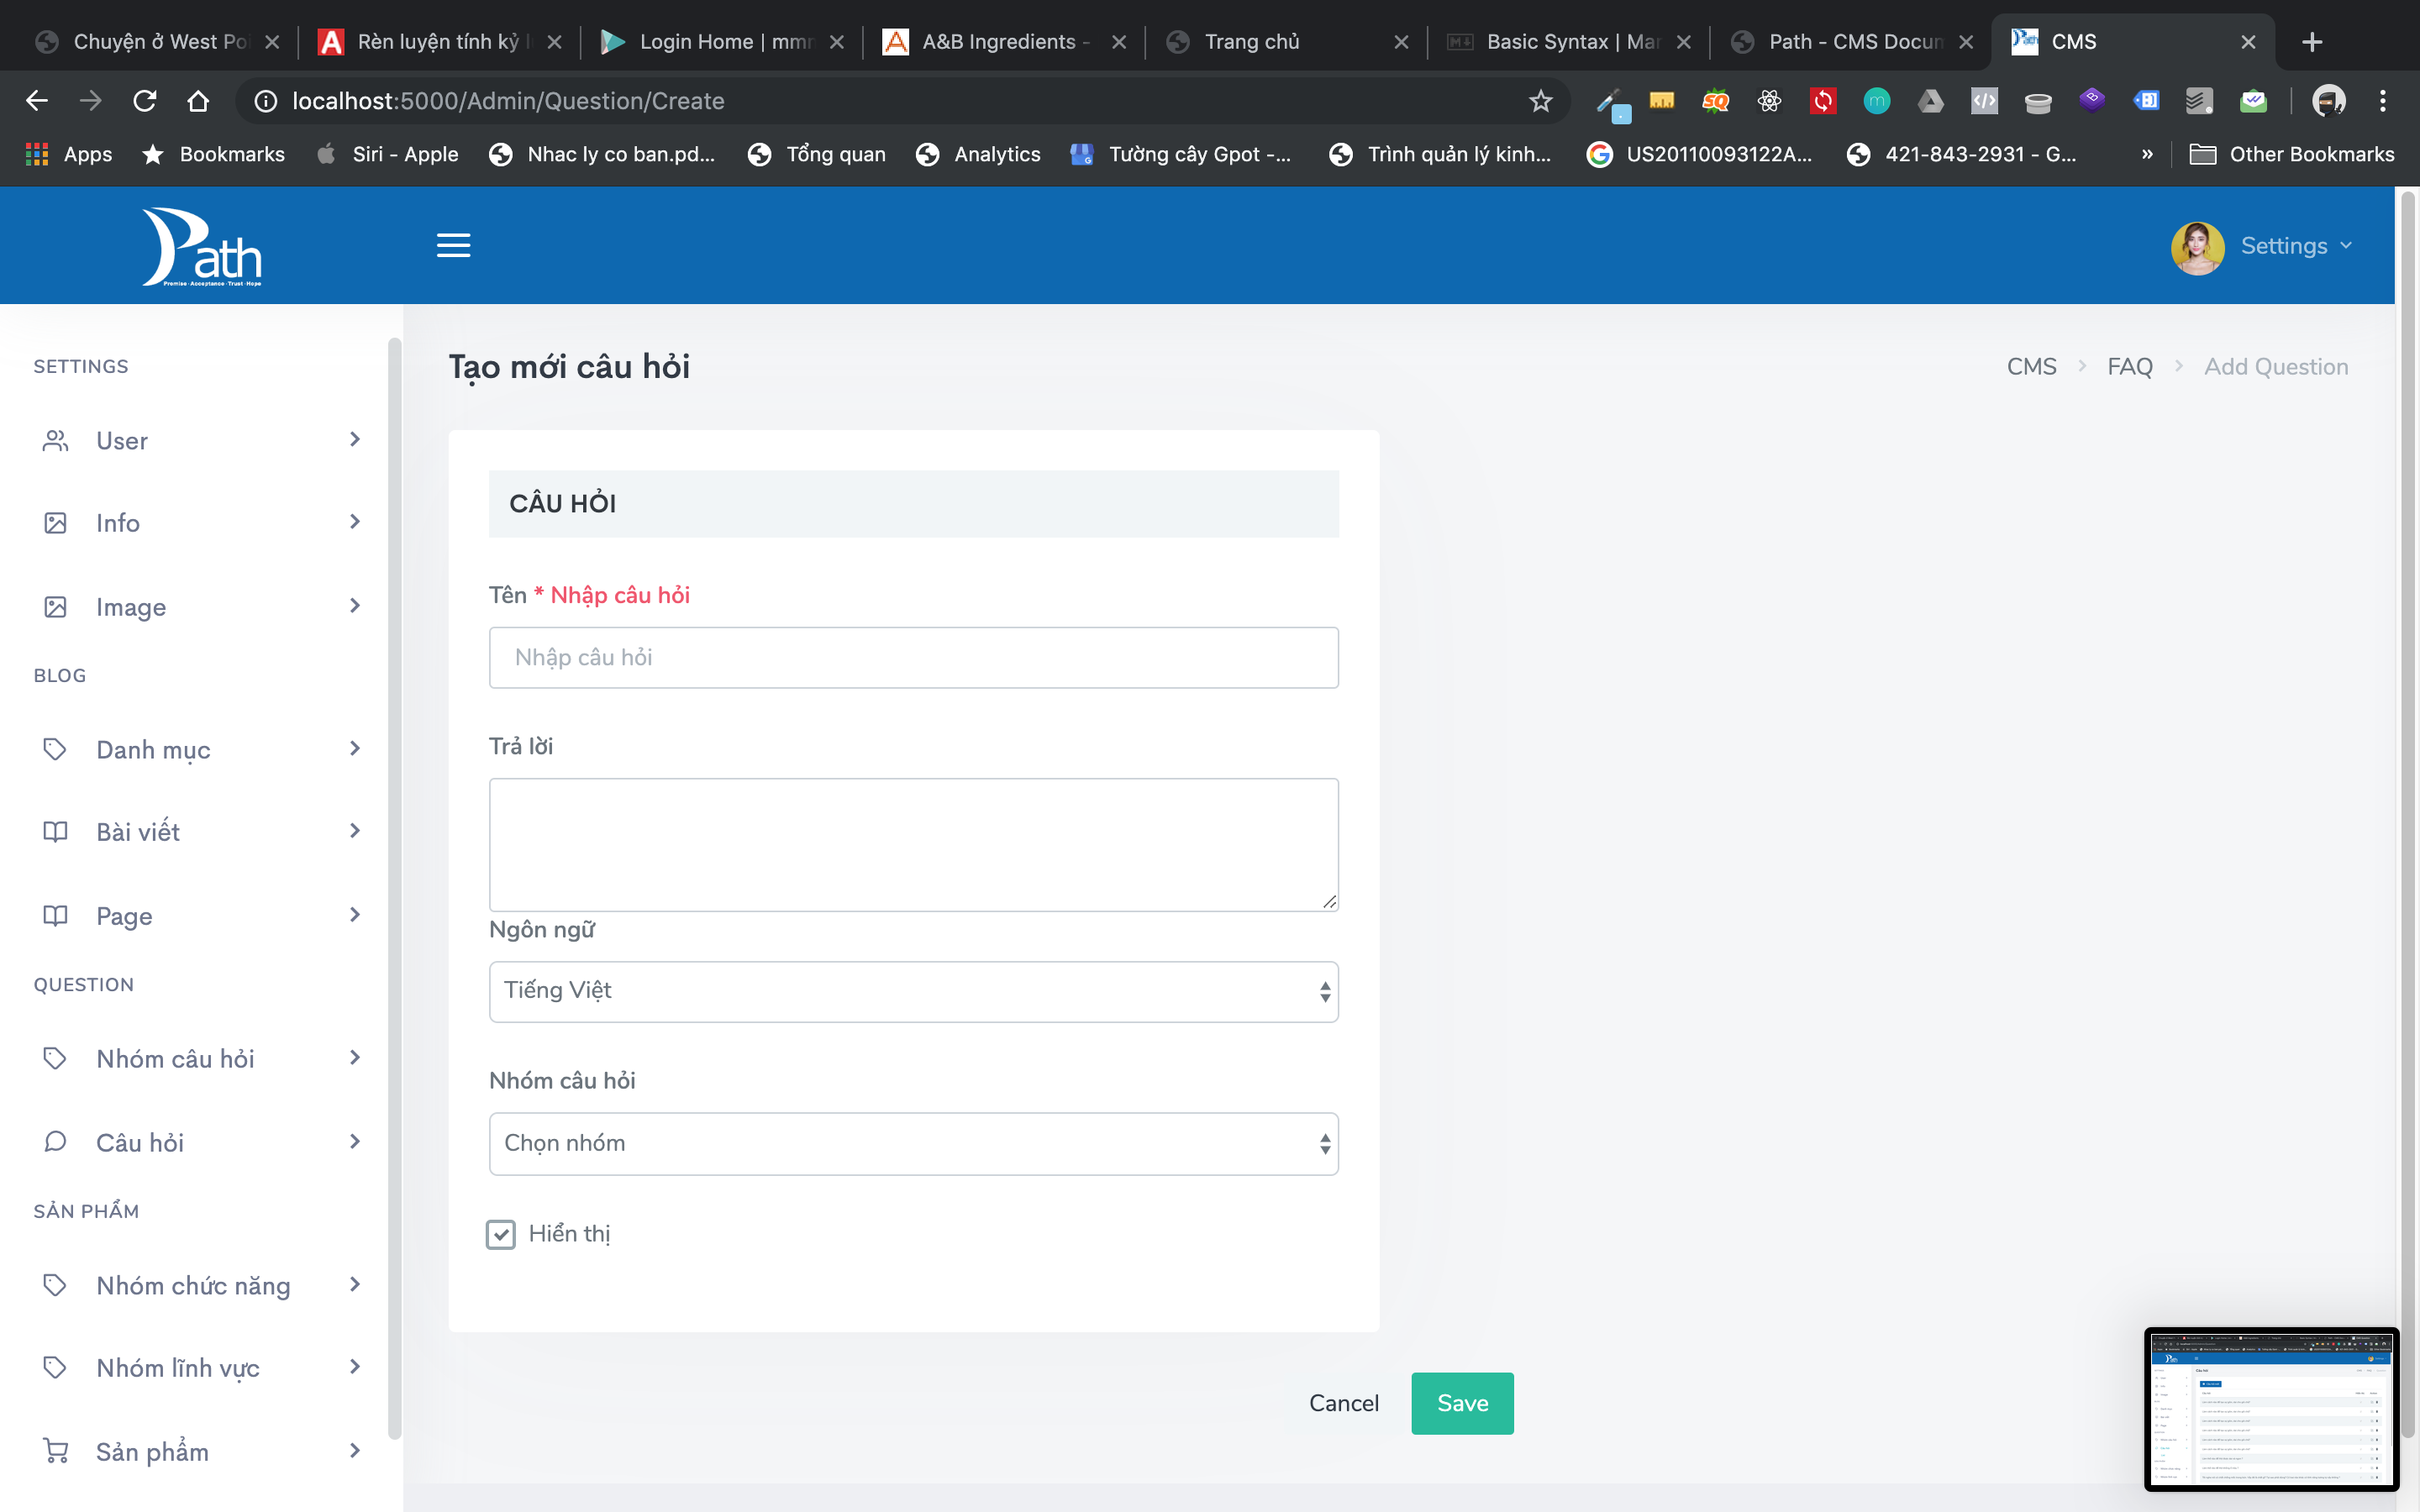 Chuyện ở West Poi
Rèn luyện tính kỷ l
Login Home | mmr
A&B Ingredients -
Trang chủ
Basic Syntax | Mar
Path - CMS Docum
CMS
localhost:5000/Admin/Question/Create
Apps
Bookmarks
Siri - Apple
Nhac ly co ban.pd...
Tổng quan
Analytics
Tường cây Gpot -...
Trình quản lý kinh...
US20110093122A...
421-843-2931 - G...
»
Other Bookmarks
Path
Premise - Acceptance - Trust - Hope
Settings
SETTINGS
User
Info
Image
BLOG
Danh mục
Bài viết
Page
QUESTION
Nhóm câu hỏi
Câu hỏi
SẢN PHẨM
Nhóm chức năng
Nhóm lĩnh vực
Sản phẩm
Tạo mới câu hỏi
CMS > FAQ > Add Question
CÂU HỎI
Tên * Nhập câu hỏi
Nhập câu hỏi
Trả lời
Ngôn ngữ
Tiếng Việt
Nhóm câu hỏi
Chọn nhóm
Hiển thị
Cancel
Save